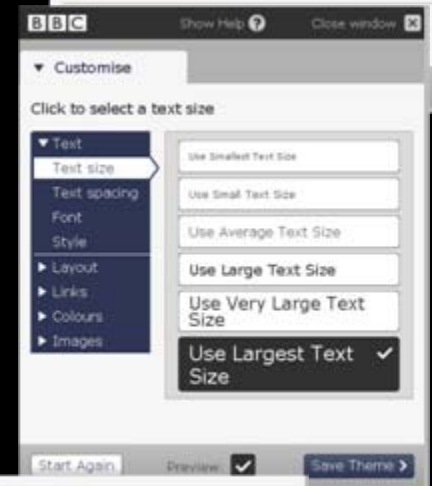 BBC Show Help ? Close window
Customise
Click to select a text size
Text
Text size
Text spacing
Font
Style
Layout
Links
Colours
Images
Use Smallest Text Size
Use Small Text Size
Use Average Text Size
Use Large Text Size
Use Very Large Text
Size
Use Largest Text
Size
Start Again Preview Save Theme